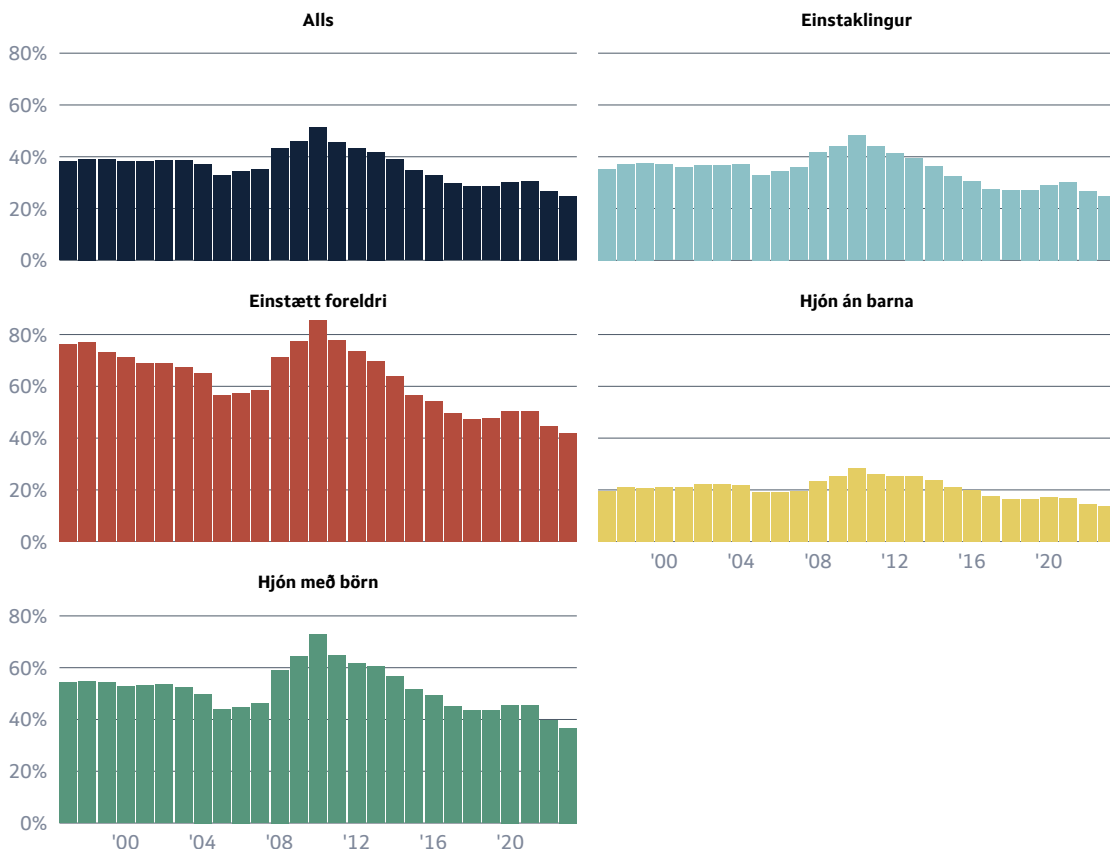 Alls
80%
60%
40%
20%
0%
Einstaklingur
Einstætt foreldri
80%
60%
40%
20%
0%
Hjón án barna
'00 '04 '08 '12 '16 '20
Hjón með börn
80%
60%
40%
20%
0%
'00 '04 '08 '12 '16 '20